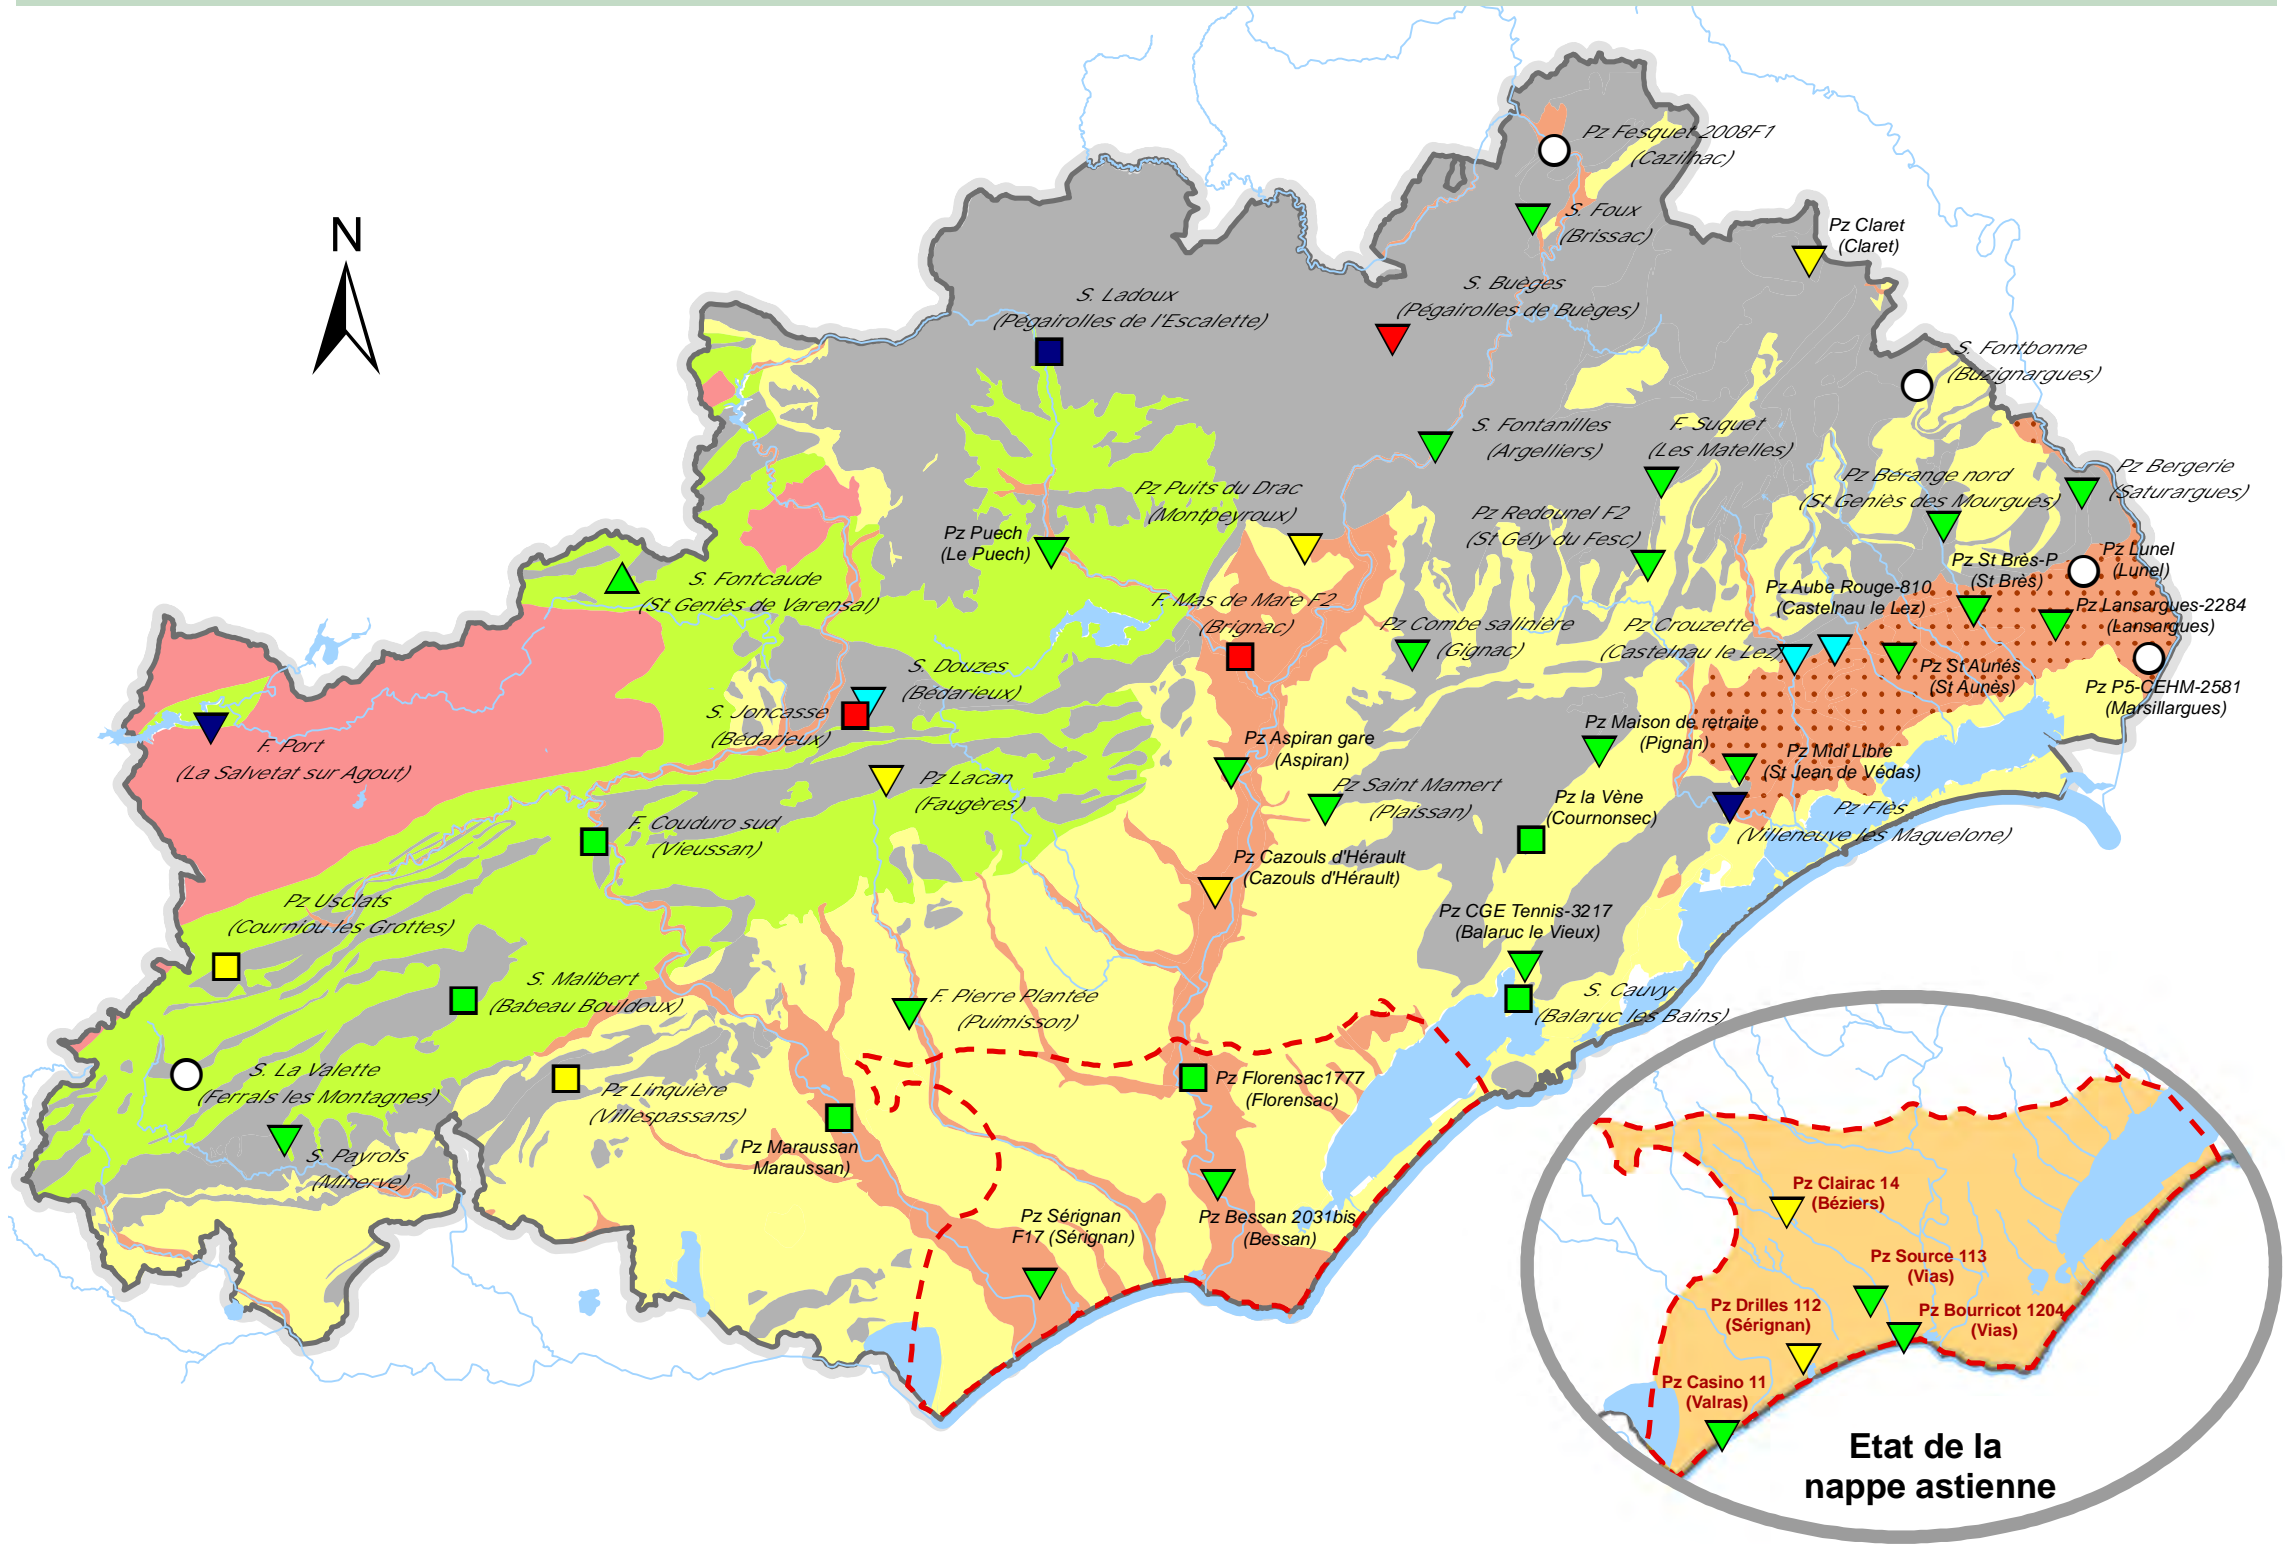 N
Pz Fesquet 2008F1
(Cazilhac)
S. Foux
(Brissac)
Pz Claret
(Claret)
S. Ladoux
(Pégairolles de l'Escalette)
S. Buèges
(Pégairolles de Buèges)
S. Fontbonne
(Buzignargues)
S. Fontanilles
(Argelliers)
F. Suquet
(Les Matelles)
Pz Bérange nord
(St Geniès des Mourgues)
Pz Bergerie
(Saturargues)
Pz Puits du Drac
(Montpeyroux)
Pz Redounel F2
(St Gély du Fesc)
Pz Puech
(Le Puech)
Pz St Brès-P
(St Brès)
Pz Lunel
(Lunel)
S. Fontcaude
(St Geniès de Varensal)
Pz Aube Rouge-810
(Castelnau le Lez)
F. Mas de Mare F2
(Brignac)
Pz Combe salinière
(Gignac)
Pz Crouzette
(Castelnau le Lez)
Pz Lansargues-2284
(Lansargues)
S. Douzes
(Bédarieux)
Pz St Aunés
(St Aunès)
Pz P5-CEHM-2581
(Marsillargues)
S. Joncasse
(Bédarieux)
F. Port
(La Salvetat sur Agout)
Pz Aspiran gare
(Aspiran)
Pz Maison de retraite
(Pignan)
Pz Midi Libre
(St Jean de Védas)
Pz Lacan
(Faugères)
Pz Saint Mamert
(Plaissan)
Pz la Vène
(Cournonsec)
Pz Flès
(Villeneuve les Maguelone)
F. Couduro sud
(Vieussan)
Pz Cazouls d'Hérault
(Cazouls d'Hérault)
Pz Usclats
(Courniou les Grottes)
Pz CGE Tennis-3217
(Balaruc le Vieux)
S. Malibert
(Babeau Bouldoux)
F. Pierre Plantée
(Puimisson)
S. Cauvy
(Balaruc les Bains)
S. La Valette
(Ferrals les Montagnes)
Pz Linquière
(Villespassans)
Pz Florensac1777
(Florensac)
S. Payrols
(Minerve)
Pz Maraussan
Maraussan)
Pz Sérignan
F17 (Sérignan)
Pz Bessan 2031bis
(Bessan)
Pz Clairac 14
(Béziers)
Pz Source 113
(Vias)
Pz Drilles 112
(Sérignan)
Pz Bourricot 1204
(Vias)
Pz Casino 11
(Valras)
Etat de la
nappe astienne